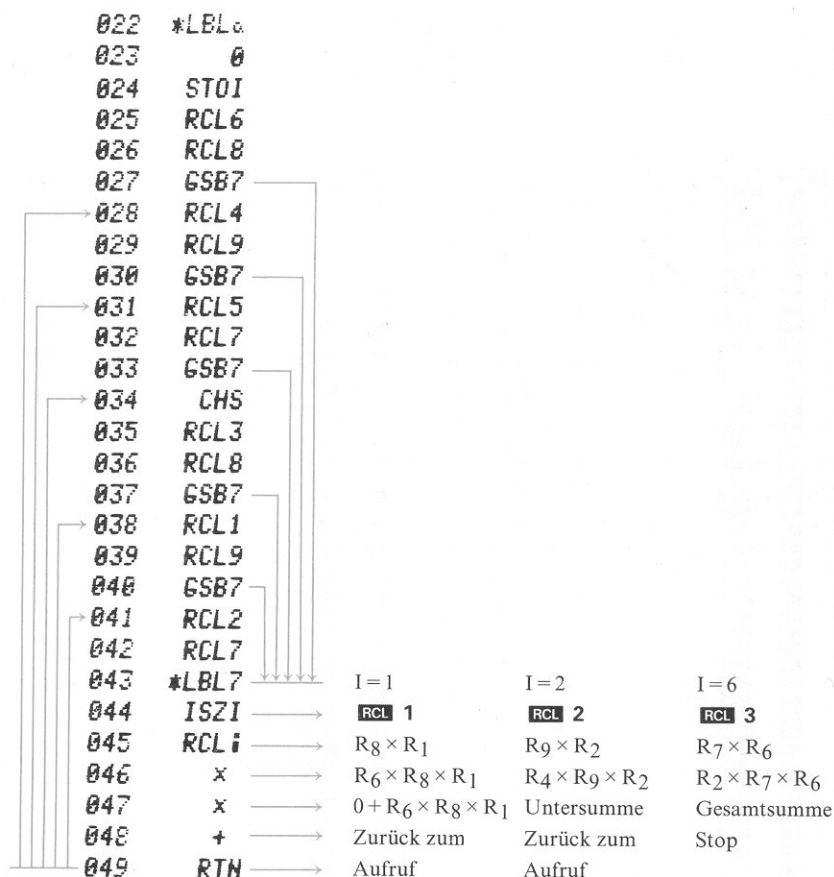 022 *LBLa
023 0
024 STOI
025 RCL6
026 RCL8
027 GSB7
028 RCL4
029 RCL9
030 GSB7
031 RCL5
032 RCL7
033 GSB7
034 CHS
035 RCL3
036 RCL8
037 GSB7
038 RCL1
039 RCL9
040 GSB7
041 RCL2
042 RCL7
043 *LBL7 I = 1 I = 2 I = 6
044 ISZI RCL 1 RCL 2 RCL 3
045 RCLi R8 × R1 R9 × R2 R7 × R6
046 × R6 × R8 × R1 R4 × R9 × R2 R2 × R7 × R6
047 × 0 + R6 × R8 × R1 Untersumme Gesamtsumme
048 + Zurück zum Zurück zum Stop
049 RTN Aufruf Aufruf